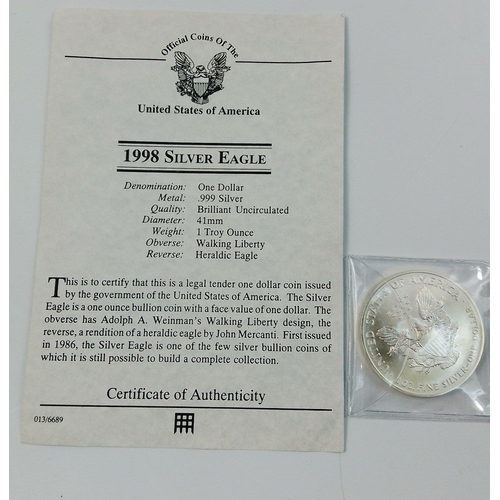 Official Coins Of The
United States of America
1998 SILVER EAGLE
Denomination: One Dollar
Metal: .999 Silver
Quality: Brilliant Uncirculated
Diameter: 41mm
Weight: 1 Troy Ounce
Obverse: Walking Liberty
Reverse: Heraldic Eagle
This is to certify that this is a legal tender one dollar coin issued
by the government of the United States of America. The Silver
Eagle is a one ounce bullion coin with a face value of one dollar. The
obverse has Adolph A. Weinman's Walking Liberty design, the
reverse, a rendition of a heraldic eagle by John Mercanti. First issued
in 1986, the Silver Eagle is one of the few silver bullion coins of
which it is still possible to build a complete collection.
Certificate of Authenticity
013/6689
UNITED STATES OF AMERICA
OZ. FINE SILVER